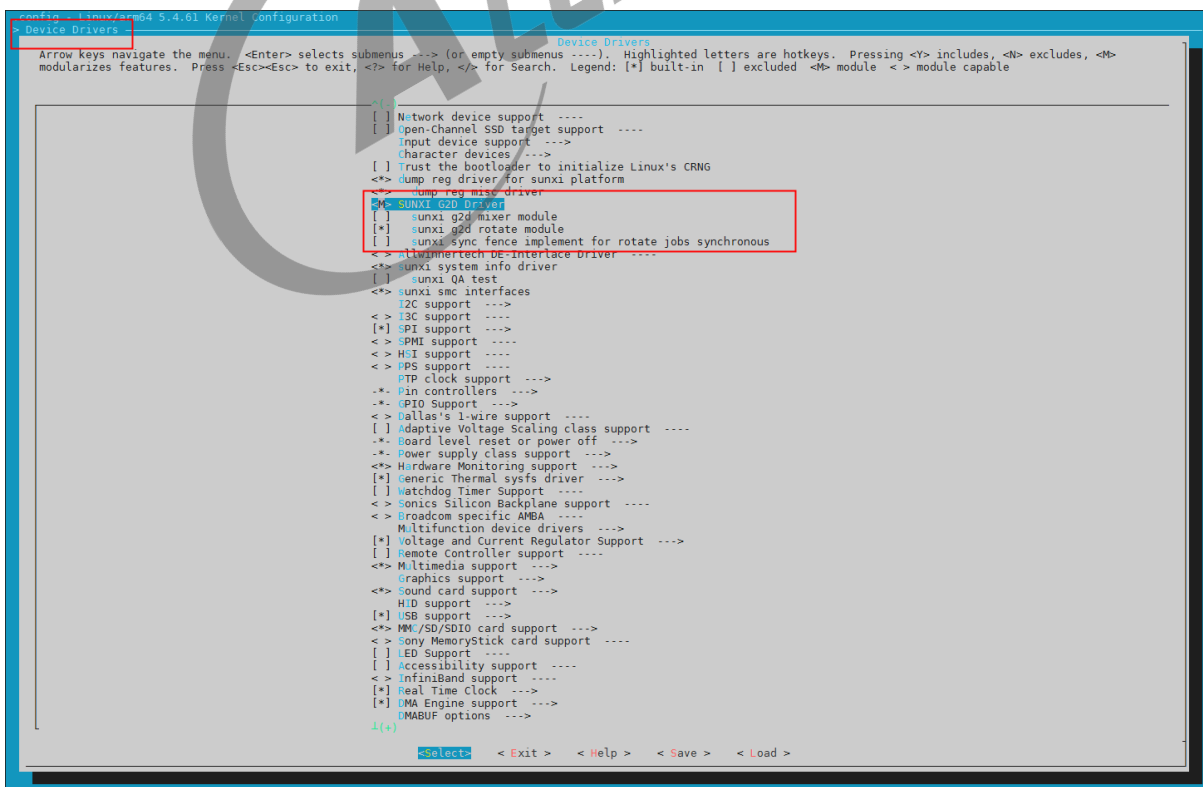 .config - Linux/arm64 5.4.61 Kernel Configuration
> Device Drivers
Device Drivers
Arrow keys navigate the menu. <Enter> selects submenus ---> (or empty submenus ----). Highlighted letters are hotkeys. Pressing <Y> includes, <N> excludes, <M>
modularizes features. Press <Esc><Esc> to exit, <?> for Help, </> for Search. Legend: [*] built-in [ ] excluded <M> module < > module capable
^(-)
[ ] Network device support ----
[ ] Open-Channel SSD target support ----
Input device support --->
Character devices --->
[ ] Trust the bootloader to initialize Linux's CRNG
<*> dump reg driver for sunxi platform
<*> dump reg misc driver
<M> SUNXI G2D Driver
[ ] sunxi g2d mixer module
[*] sunxi g2d rotate module
[ ] sunxi sync fence implement for rotate jobs synchronous
< > Allwinnertech DE-Interlace Driver ----
<*> sunxi system info driver
[ ] sunxi QA test
<*> sunxi smc interfaces
I2C support --->
< > I3C support ----
[*] SPI support --->
< > SPMI support ----
< > HSI support ----
< > PPS support ----
PTP clock support --->
-*- Pin controllers --->
-*- GPIO Support --->
< > Dallas's 1-wire support ----
[ ] Adaptive Voltage Scaling class support ----
-*- Board level reset or power off --->
-*- Power supply class support --->
<*> Hardware Monitoring support --->
[*] Generic Thermal sysfs driver --->
[ ] Watchdog Timer Support ----
< > Sonics Silicon Backplane support ----
< > Broadcom specific AMBA ----
Multifunction device drivers --->
[*] Voltage and Current Regulator Support --->
[ ] Remote Controller support ----
<*> Multimedia support --->
Graphics support --->
<*> Sound card support --->
HID support --->
[*] USB support --->
<*> MMC/SD/SDIO card support --->
< > Sony MemoryStick card support ----
[ ] LED Support ----
[ ] Accessibility support ----
< > InfiniBand support ----
[*] Real Time Clock --->
[*] DMA Engine support --->
DMABUF options --->
┴(+)
<Select> < Exit > < Help > < Save > < Load >